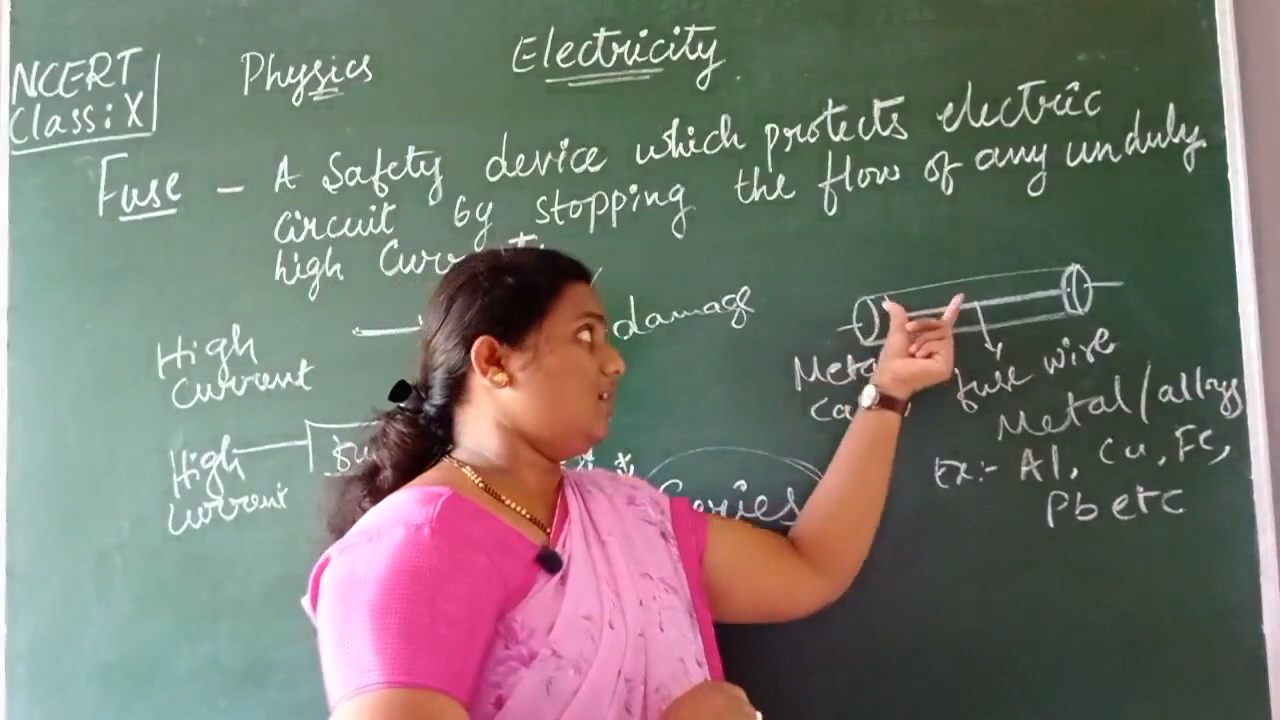 NCERT
Class: X
Physics
Electricity
Fuse - A Safety device which protects electric
circuit by stopping the flow of any unduly
high
High
current
damage
High
current
Series
fuse wire
Metal/alloys
Ex:- Al, Cu, Fe,
Pb etc